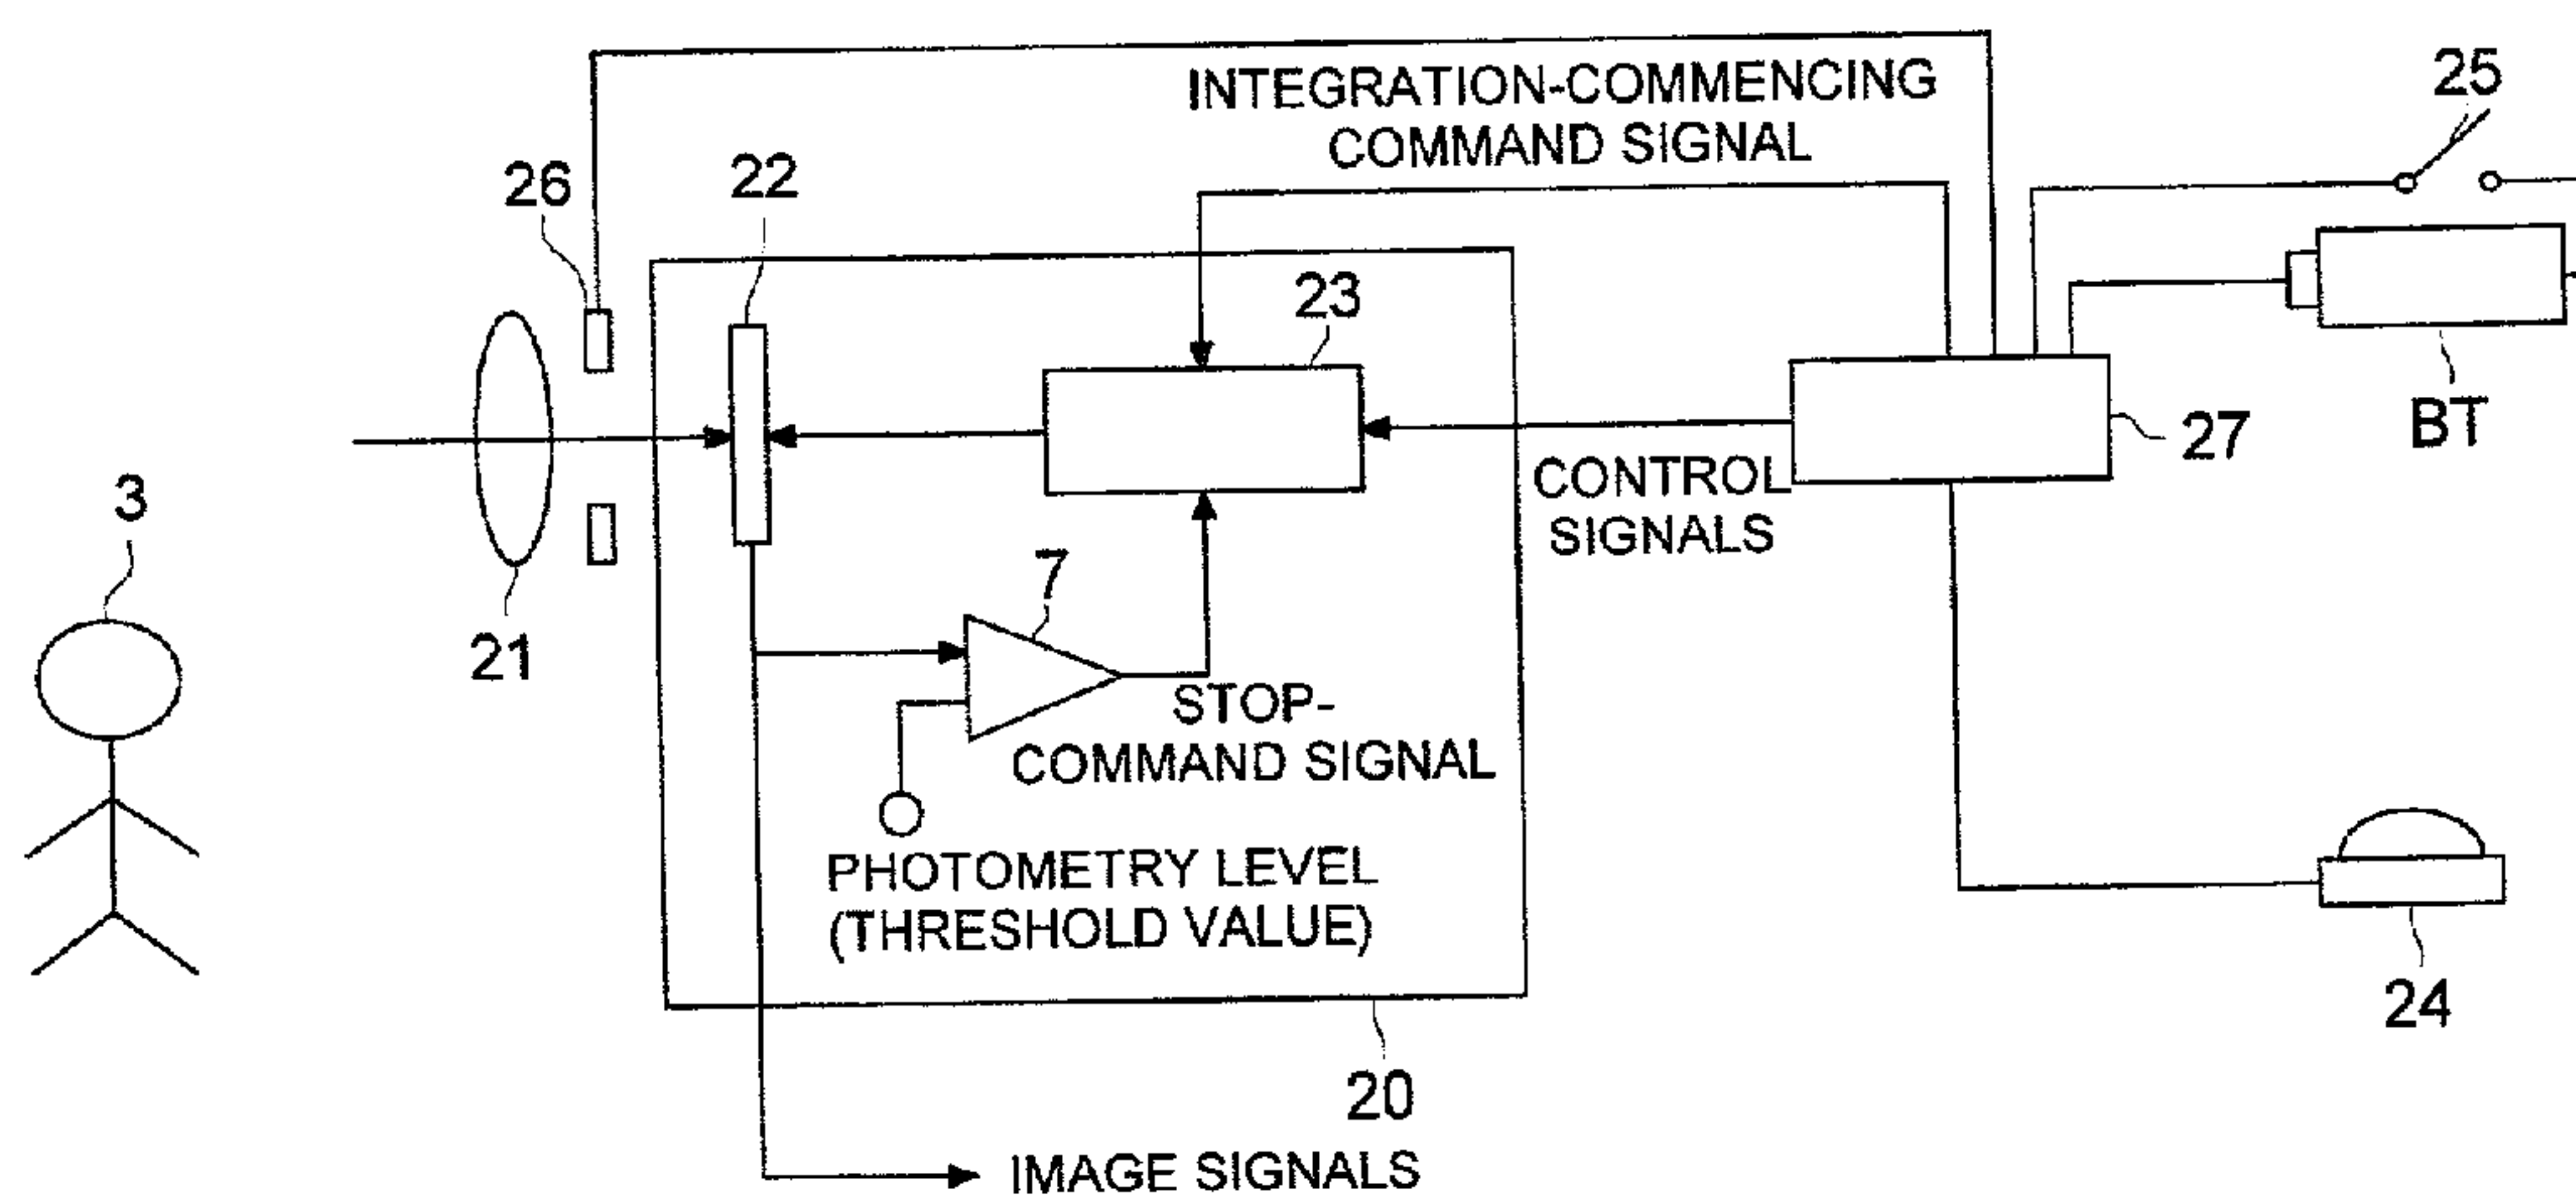 INTEGRATION-COMMENCING
COMMAND SIGNAL
25
26
22
23
BT
27
CONTROL
SIGNALS
3
21
7
STOP-
COMMAND SIGNAL
PHOTOMETRY LEVEL
(THRESHOLD VALUE)
24
20
IMAGE SIGNALS